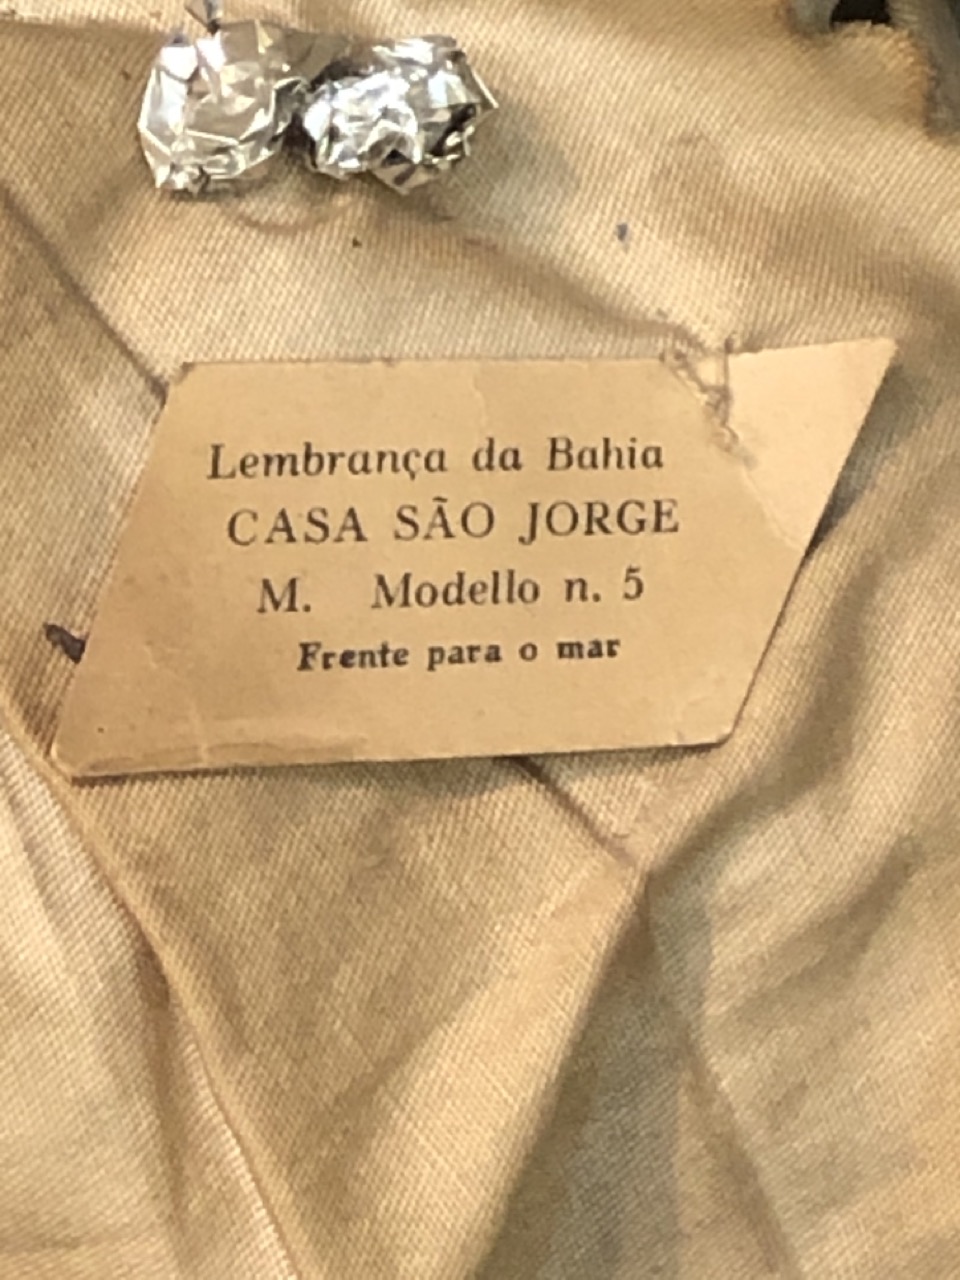 Lembrança da Bahia
CASA SÃO JORGE
M. Modello n. 5
Frente para o mar